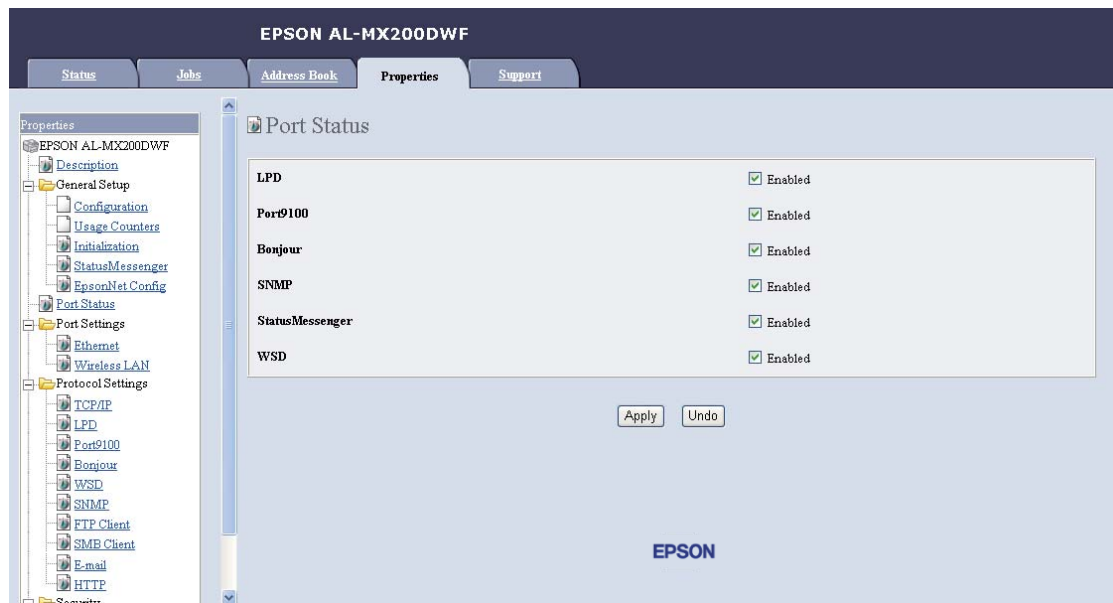 EPSON AL-MX200DWF
Status
Jobs
Address Book
Properties
Support
Properties
EPSON AL-MX200DWF
Description
General Setup
Configuration
Usage Counters
Initialization
StatusMessenger
EpsonNet Config
Port Status
Port Settings
Ethernet
Wireless LAN
Protocol Settings
TCP/IP
LPD
Port9100
Bonjour
WSD
SNMP
FTP Client
SMB Client
E-mail
HTTP
Security
Port Status
LPD Enabled
Port9100 Enabled
Bonjour Enabled
SNMP Enabled
StatusMessenger Enabled
WSD Enabled
Apply Undo
EPSON